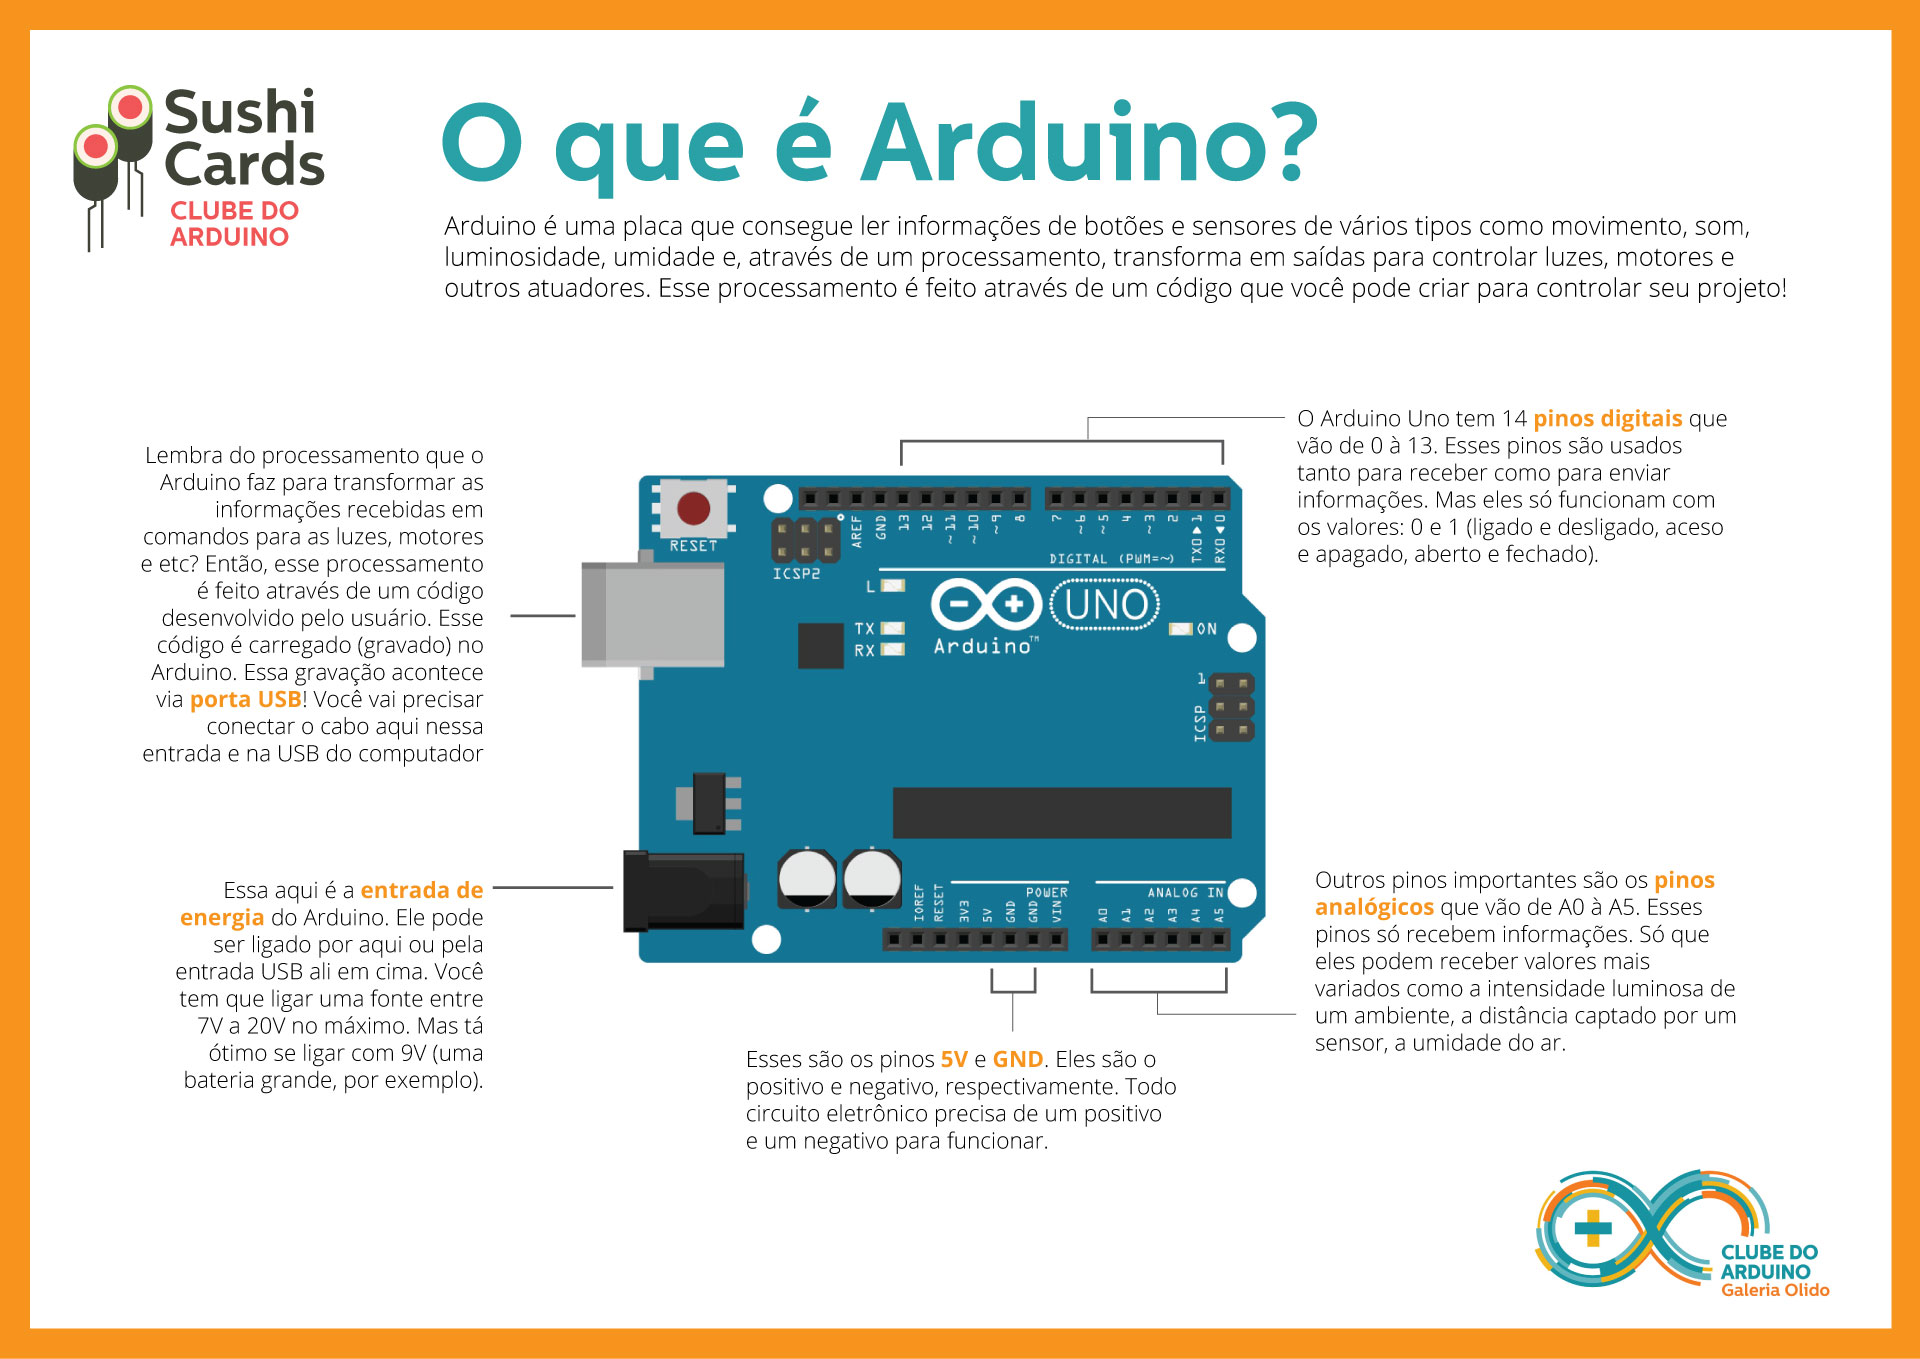 Sushi
Cards
CLUBE DO
ARDUINO
O que é Arduino?
Arduino é uma placa que consegue ler informações de botões e sensores de vários tipos como movimento, som,
luminosidade, umidade e, através de um processamento, transforma em saídas para controlar luzes, motores e
outros atuadores. Esse processamento é feito através de um código que você pode criar para controlar seu projeto!
Lembra do processamento que o
Arduino faz para transformar as
informações recebidas em
comandos para as luzes, motores
e etc? Então, esse processamento
é feito através de um código
desenvolvido pelo usuário. Esse
código é carregado (gravado) no
Arduino. Essa gravação acontece
via porta USB! Você vai precisar
conectar o cabo aqui nessa
entrada e na USB do computador
Essa aqui é a entrada de
energia do Arduino. Ele pode
ser ligado por aqui ou pela
entrada USB ali em cima. Você
tem que ligar uma fonte entre
7V a 20V no máximo. Mas tá
ótimo se ligar com 9V (uma
bateria grande, por exemplo).
RESET
ICSP2
AREF
GND
13
12
~11
~10
~9
8
7
~6
~5
4
~3
2
TX0▶1
RX0◀0
DIGITAL (PWM=~)
L
TX
RX
Arduino™
UNO
ON
1
ICSP
IOREF
RESET
3V3
5V
GND
GND
VIN
POWER
ANALOG IN
A0
A1
A2
A3
A4
A5
O Arduino Uno tem 14 pinos digitais que
vão de 0 à 13. Esses pinos são usados
tanto para receber como para enviar
informações. Mas eles só funcionam com
os valores: 0 e 1 (ligado e desligado, aceso
e apagado, aberto e fechado).
Outros pinos importantes são os pinos
analógicos que vão de A0 à A5. Esses
pinos só recebem informações. Só que
eles podem receber valores mais
variados como a intensidade luminosa de
um ambiente, a distância captado por um
sensor, a umidade do ar.
Esses são os pinos 5V e GND. Eles são o
positivo e negativo, respectivamente. Todo
circuito eletrônico precisa de um positivo
e um negativo para funcionar.
CLUBE DO
ARDUINO
Galeria Olido